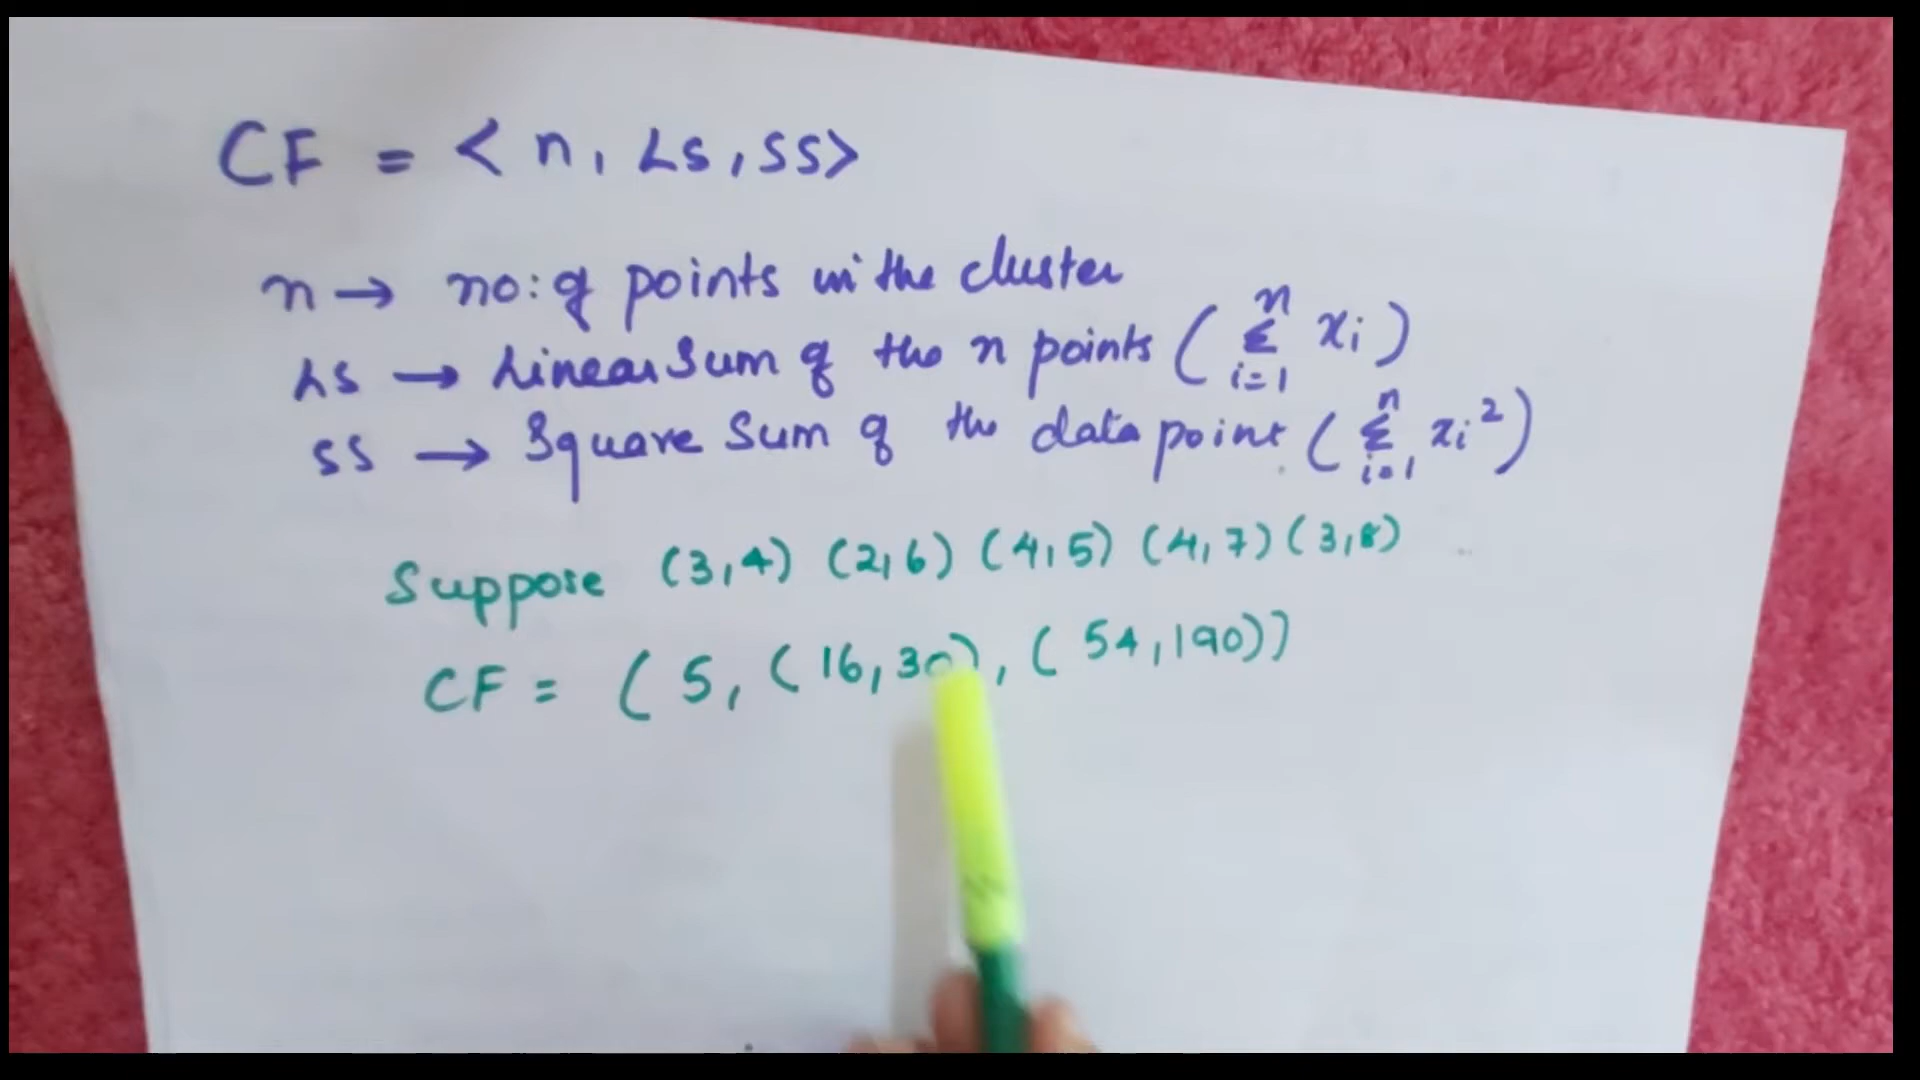 CF = < n, LS, SS>
n → no: of points in the cluster
LS → Linear Sum of the n points ( n Σ i=1 xi )
SS → Square Sum of the data point ( n Σ i=1 xi² )
Suppose (3,4) (2,6) (4,5) (4,7) (3,8)
CF = ( 5, ( 16,30), ( 54,190))